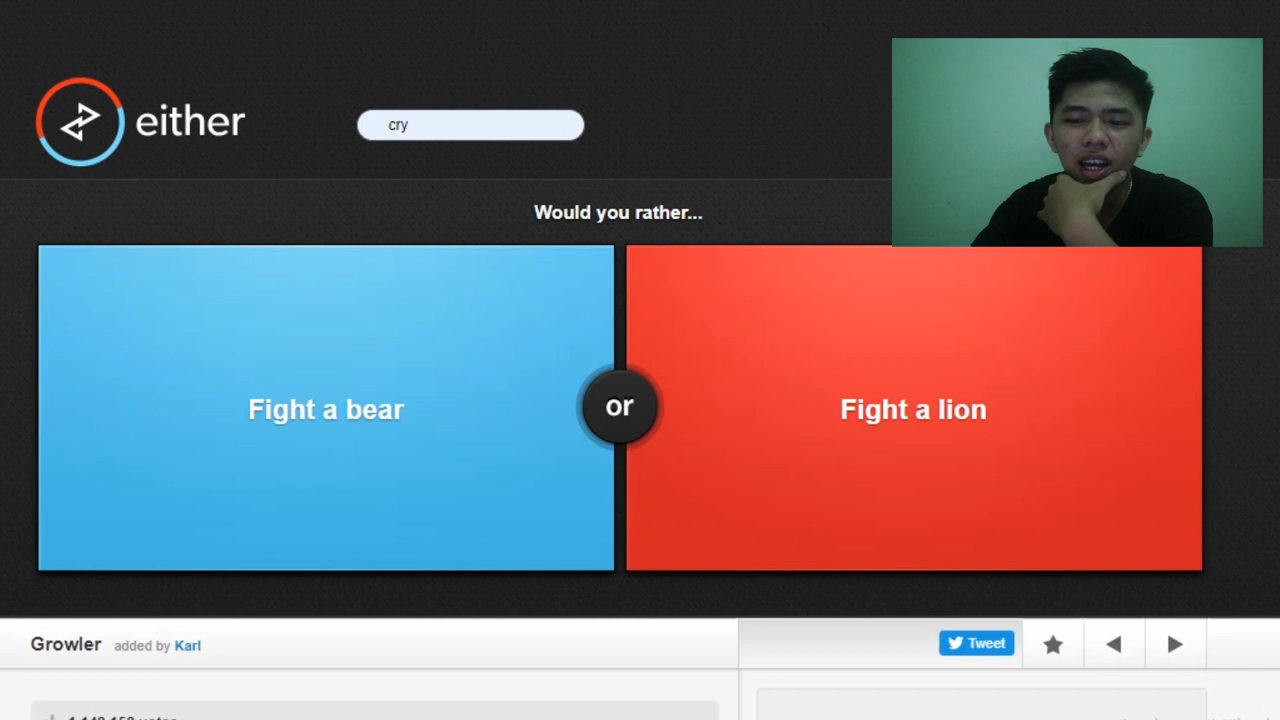 either
cry
Would you rather...
Fight a bear
or
Fight a lion
Growler added by Karl
Tweet